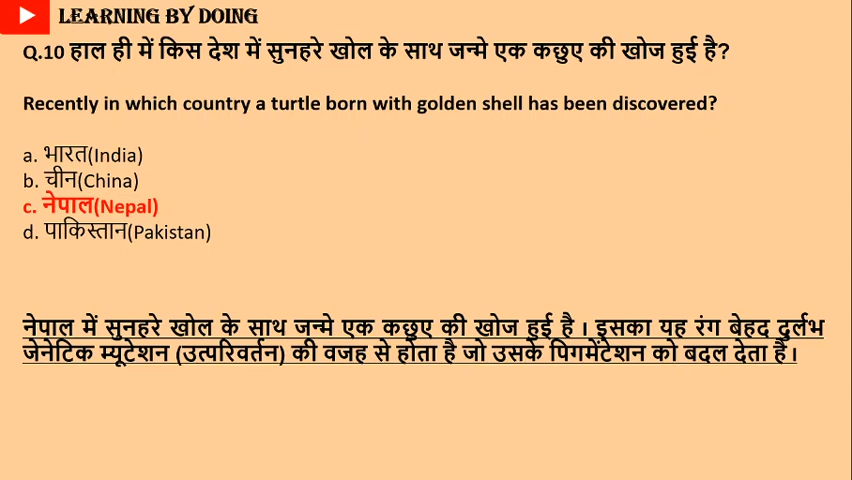 LEARNING BY DOING
Q.10 हाल ही में किस देश में सुनहरे खोल के साथ जन्मे एक कछुए की खोज हुई है?
Recently in which country a turtle born with golden shell has been discovered?
a. भारत(India)
b. चीन(China)
c. नेपाल(Nepal)
d. पाकिस्तान(Pakistan)
नेपाल में सुनहरे खोल के साथ जन्मे एक कछुए की खोज हुई है । इसका यह रंग बेहद दुर्लभ
जेनेटिक म्यूटेशन (उत्परिवर्तन) की वजह से होता है जो उसके पिगमेंटेशन को बदल देता है ।